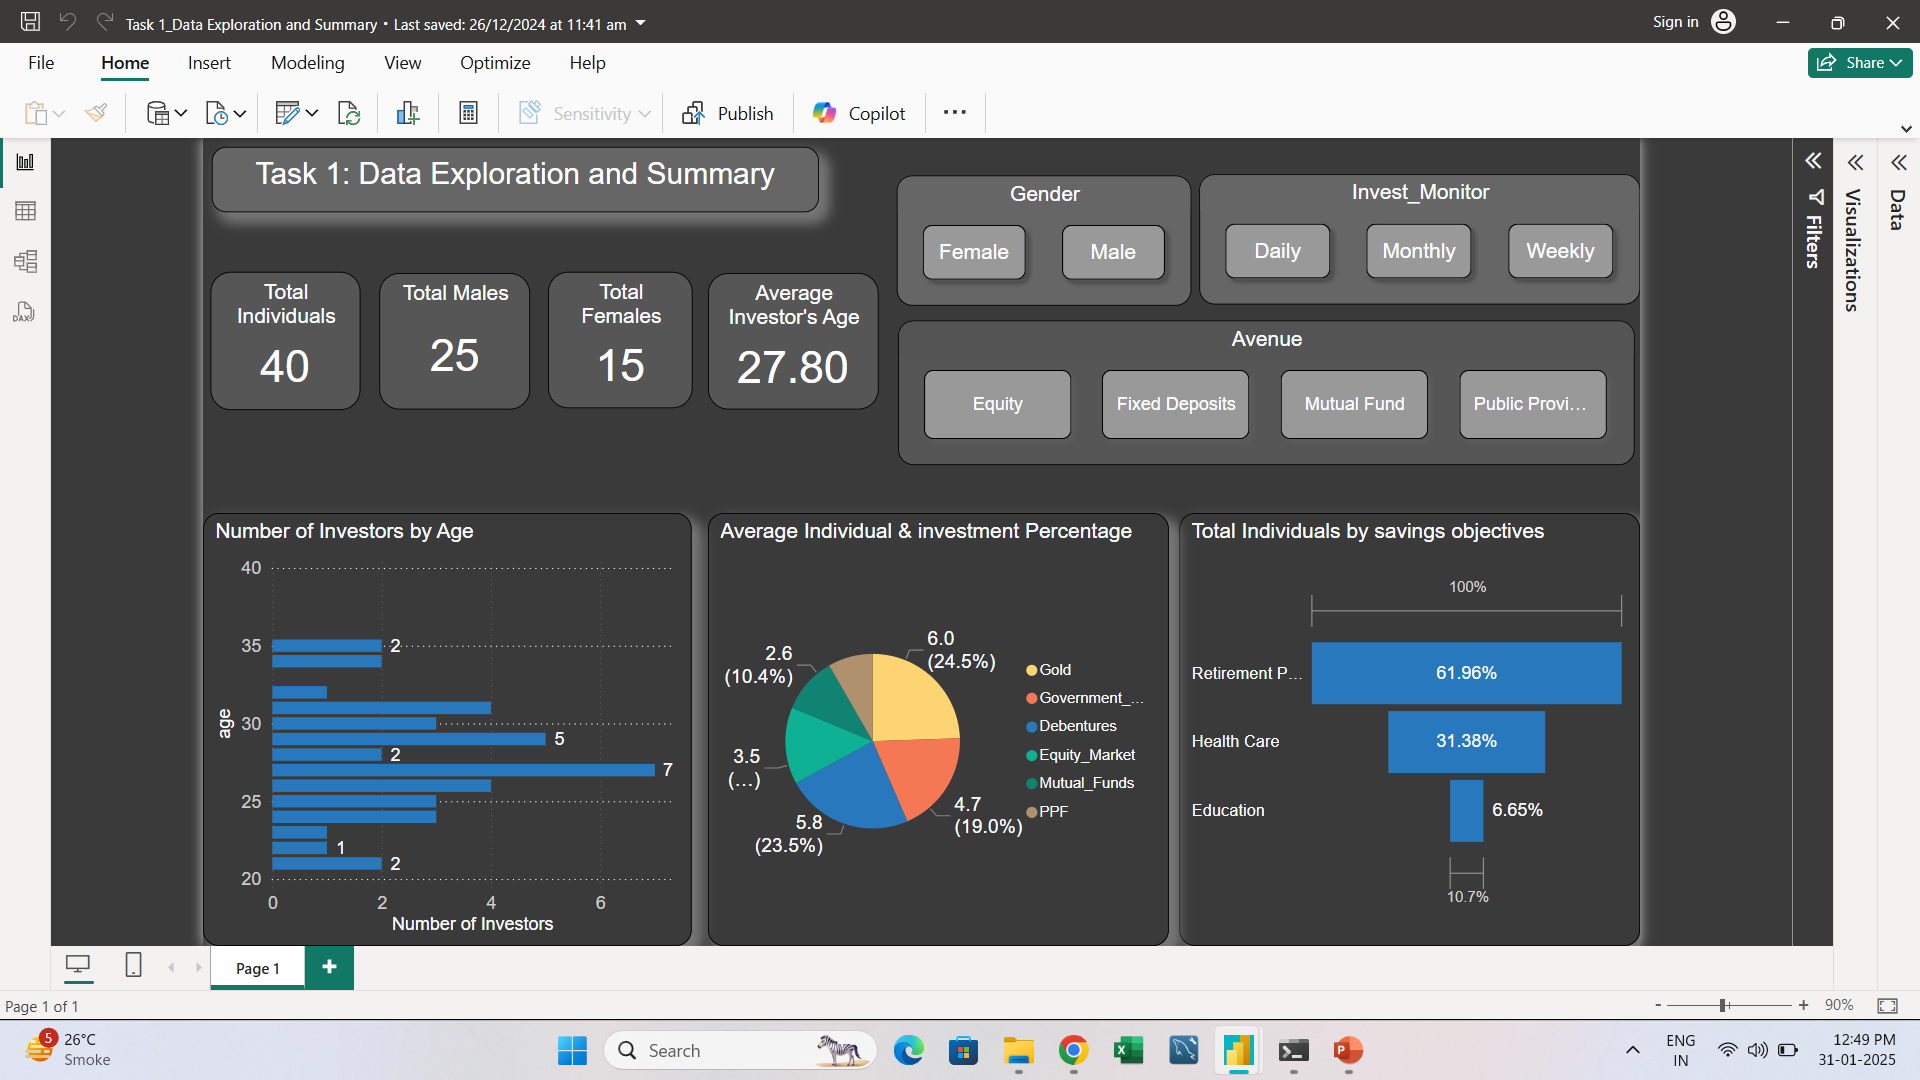 Task 1_Data Exploration and Summary • Last saved: 26/12/2024 at 11:41 am
Sign in
File
Home
Insert
Modeling
View
Optimize
Help
Share
Sensitivity
Publish
Copilot
Task 1: Data Exploration and Summary
Gender
Female
Male
Invest_Monitor
Daily
Monthly
Weekly
Total
Individuals
40
Total Males
25
Total
Females
15
Average
Investor's Age
27.80
Avenue
Equity
Fixed Deposits
Mutual Fund
Public Provi...
Filters
Visualizations
Data
DAX
Number of Investors by Age
40
35
30
25
20
age
2
5
2
7
1
2
0
2
4
6
Number of Investors
Average Individual & investment Percentage
6.0
(24.5%)
2.6
(10.4%)
3.5
(...)
5.8
(23.5%)
4.7
(19.0%)
Gold
Government_...
Debentures
Equity_Market
Mutual_Funds
PPF
Total Individuals by savings objectives
100%
Retirement P...
61.96%
Health Care
31.38%
Education
6.65%
10.7%
Page 1
+
Page 1 of 1
-
+
90%
5
26°C
Smoke
Search
ENG
IN
12:49 PM
31-01-2025